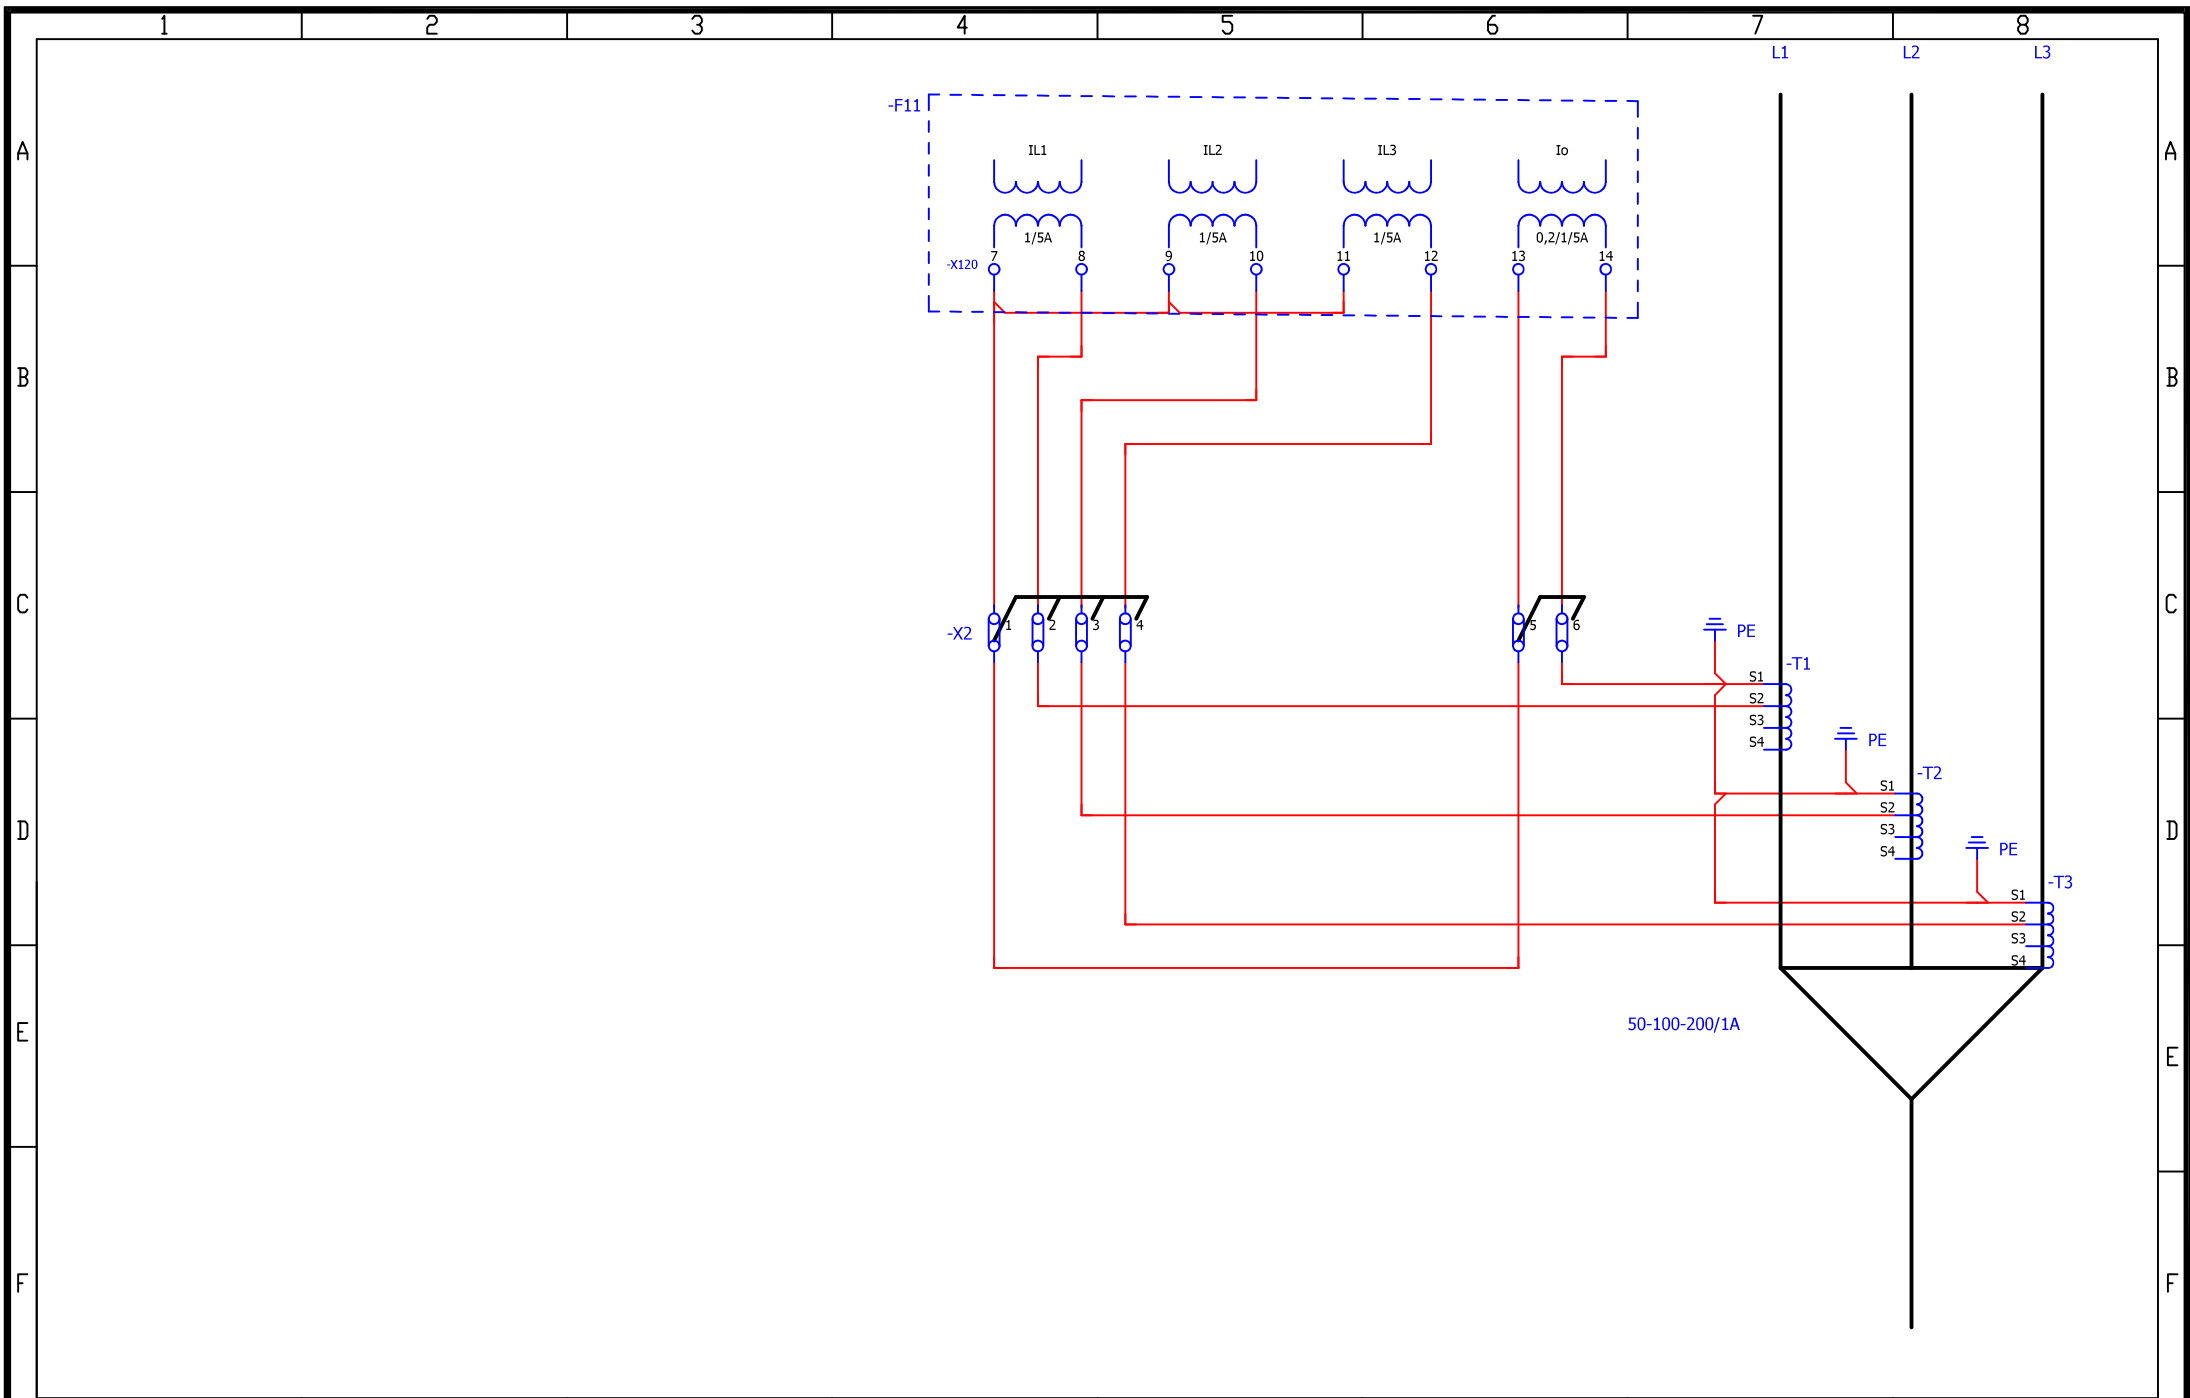 1 2 3 4 5 6 7 8
L1 L2 L3
-F11
A A
IL1 IL2 IL3 Io
1/5A 1/5A 1/5A 0,2/1/5A
-X120 7 8 9 10 11 12 13 14
B B
C C
-X2 1 2 3 4 5 6
PE
-T1
S1
S2
S3
S4
PE
-T2
S1
S2
S3
S4
D D
PE
-T3
S1
S2
S3
S4
50-100-200/1A
E E
F F